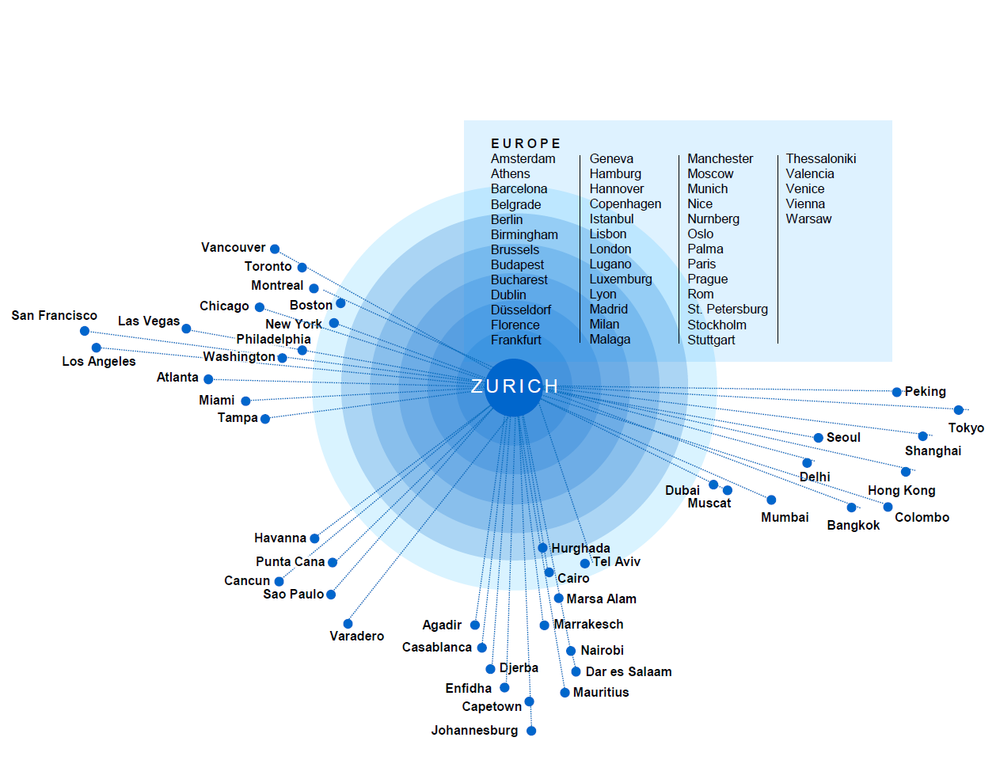 EUROPE
Amsterdam
Athens
Barcelona
Belgrade
Berlin
Birmingham
Brussels
Budapest
Bucharest
Dublin
Düsseldorf
Florence
Frankfurt
Geneva
Hamburg
Hannover
Copenhagen
Istanbul
Lisbon
London
Lugano
Luxemburg
Lyon
Madrid
Milan
Malaga
Manchester
Moscow
Munich
Nice
Nurnberg
Oslo
Palma
Paris
Prague
Rom
St. Petersburg
Stockholm
Stuttgart
Thessaloniki
Valencia
Venice
Vienna
Warsaw
Vancouver
Toronto
Montreal
Boston
Chicago
New York
San Francisco
Las Vegas
Philadelphia
Los Angeles
Washington
Atlanta
Miami
Tampa
ZURICH
Peking
Tokyo
Seoul
Shanghai
Delhi
Hong Kong
Dubai
Muscat
Mumbai
Bangkok
Colombo
Havanna
Punta Cana
Cancun
Sao Paulo
Varadero
Hurghada
Tel Aviv
Cairo
Marsa Alam
Agadir
Marrakesch
Casablanca
Nairobi
Djerba
Dar es Salaam
Enfidha
Mauritius
Capetown
Johannesburg